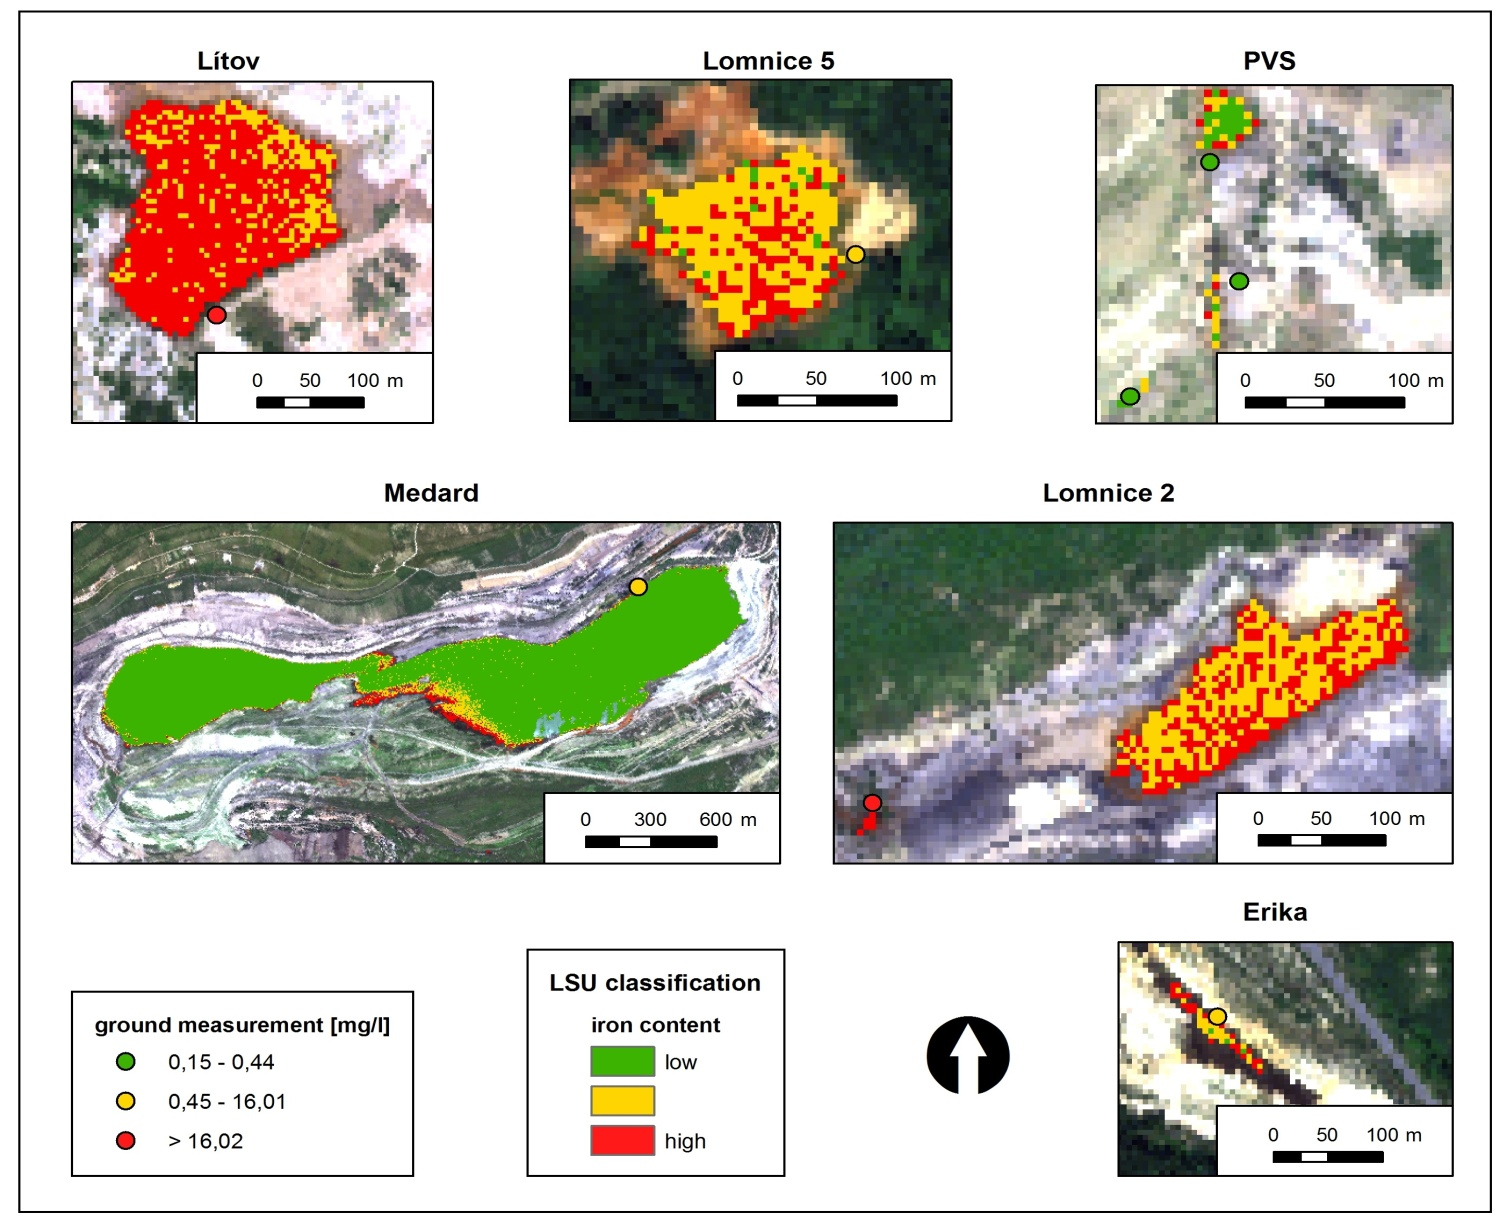 Lítov
Lomnice 5
PVS
0 50 100 m
0 50 100 m
0 50 100 m
Medard
Lomnice 2
0 300 600 m
0 50 100 m
Erika
ground measurement [mg/l]
0,15 - 0,44
0,45 - 16,01
> 16,02
LSU classification
iron content
low
high
0 50 100 m